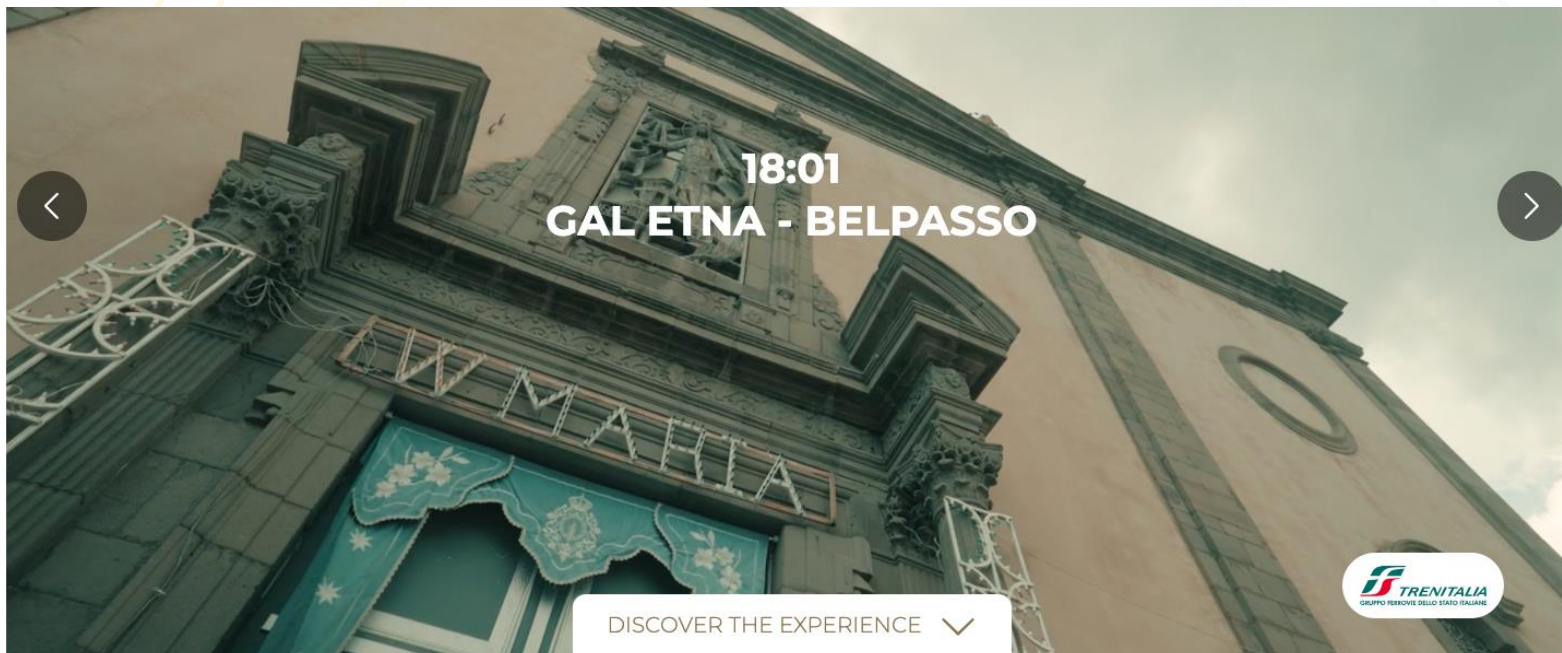 18:01
GAL ETNA - BELPASSO
W MARIA
DISCOVER THE EXPERIENCE
TRENITALIA
GRUPPO FERROVIE DELLO STATO ITALIANE